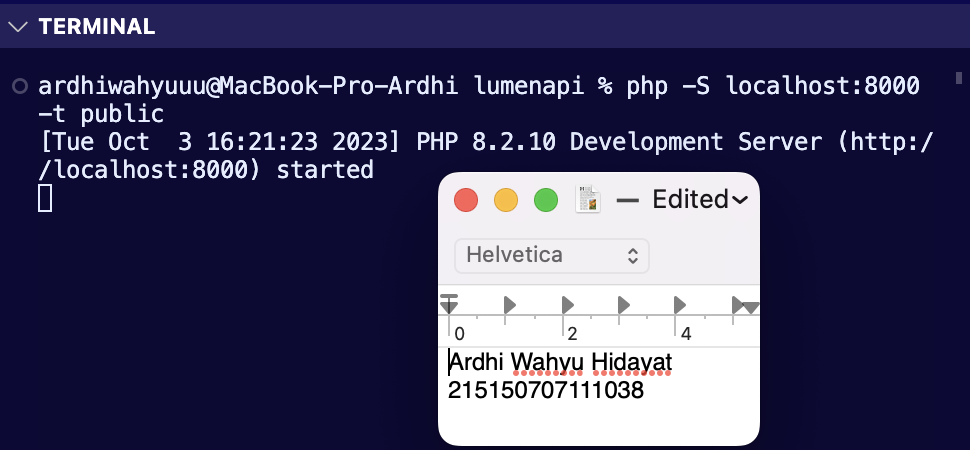 TERMINAL
ardhiwahyuuu@MacBook-Pro-Ardhi lumenapi % php -S localhost:8000
-t public
[Tue Oct  3 16:21:23 2023] PHP 8.2.10 Development Server (http:/
/localhost:8000) started
— Edited
Helvetica
0 2 4
Ardhi Wahyu Hidayat
215150707111038